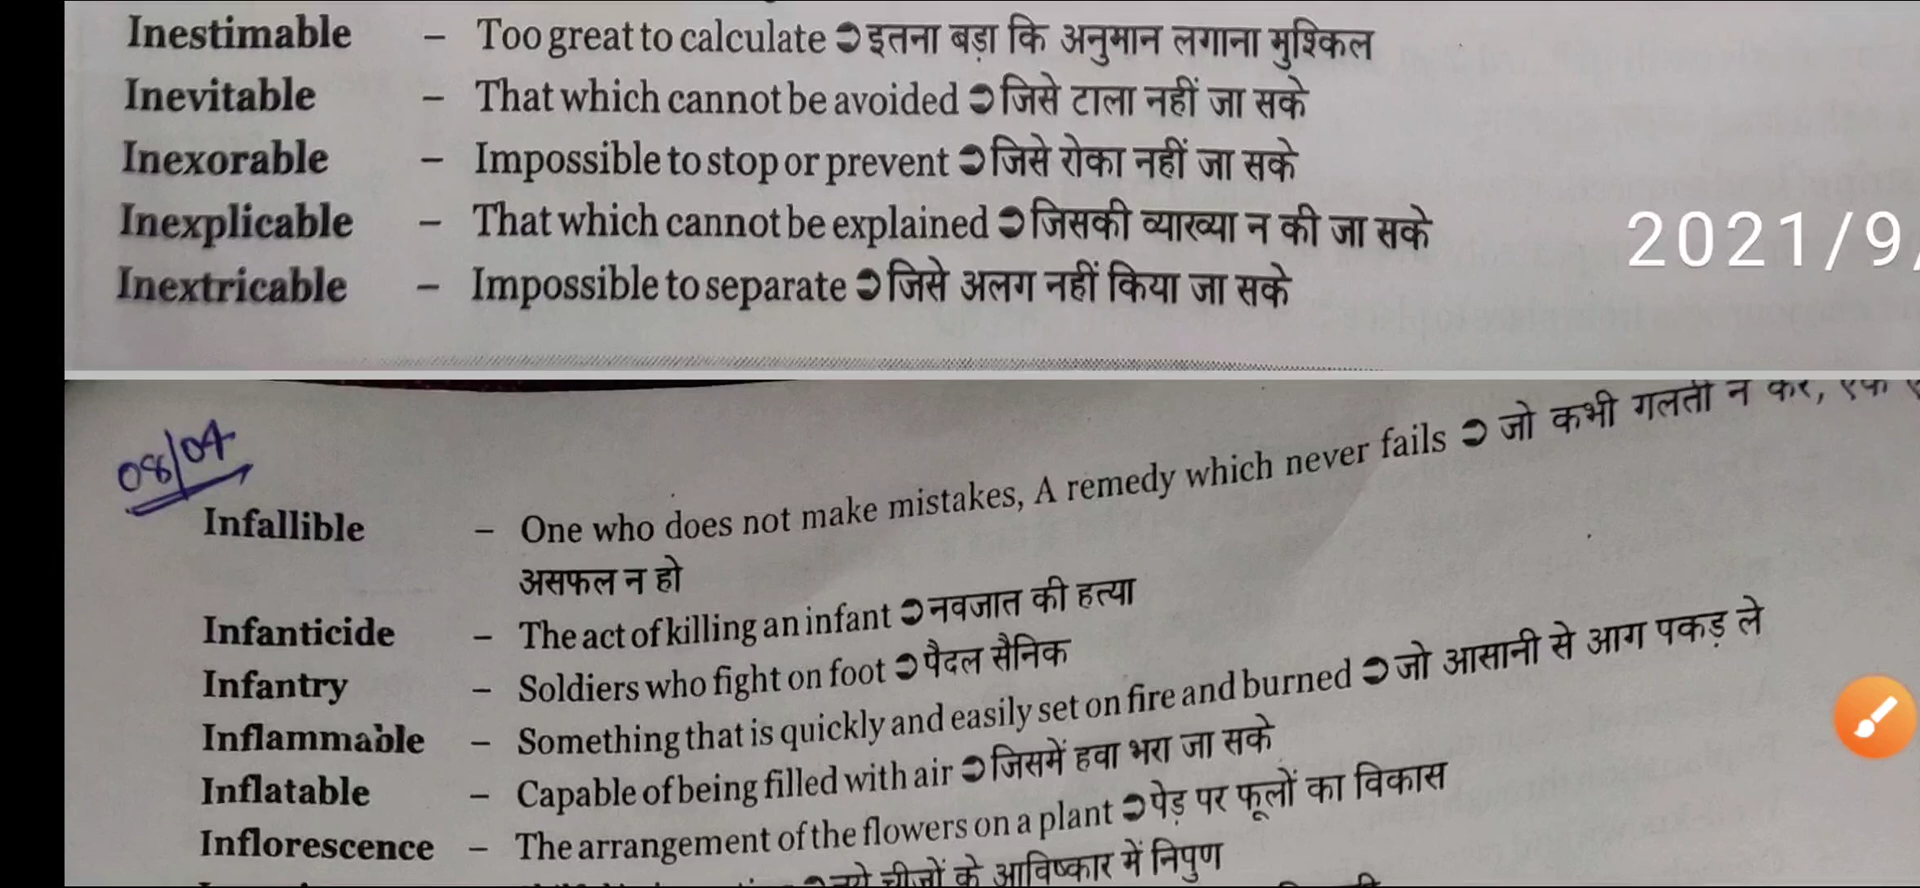 Inestimable – Too great to calculate ➲ इतना बड़ा कि अनुमान लगाना मुश्किल
Inevitable – That which cannot be avoided ➲ जिसे टाला नहीं जा सके
Inexorable – Impossible to stop or prevent ➲ जिसे रोका नहीं जा सके
Inexplicable – That which cannot be explained ➲ जिसकी व्याख्या न की जा सके
2021/9/
Inextricable – Impossible to separate ➲ जिसे अलग नहीं किया जा सके
08/04
Infallible – One who does not make mistakes, A remedy which never fails ➲ जो कभी गलती न करे, एक
असफल न हो
Infanticide – The act of killing an infant ➲ नवजात की हत्या
Infantry – Soldiers who fight on foot ➲ पैदल सैनिक
Inflammable – Something that is quickly and easily set on fire and burned ➲ जो आसानी से आग पकड़ ले
Inflatable – Capable of being filled with air ➲ जिसमें हवा भरा जा सके
Inflorescence – The arrangement of the flowers on a plant ➲ पेड़ पर फूलों का विकास
नये चीजों के आविष्कार में निपुण